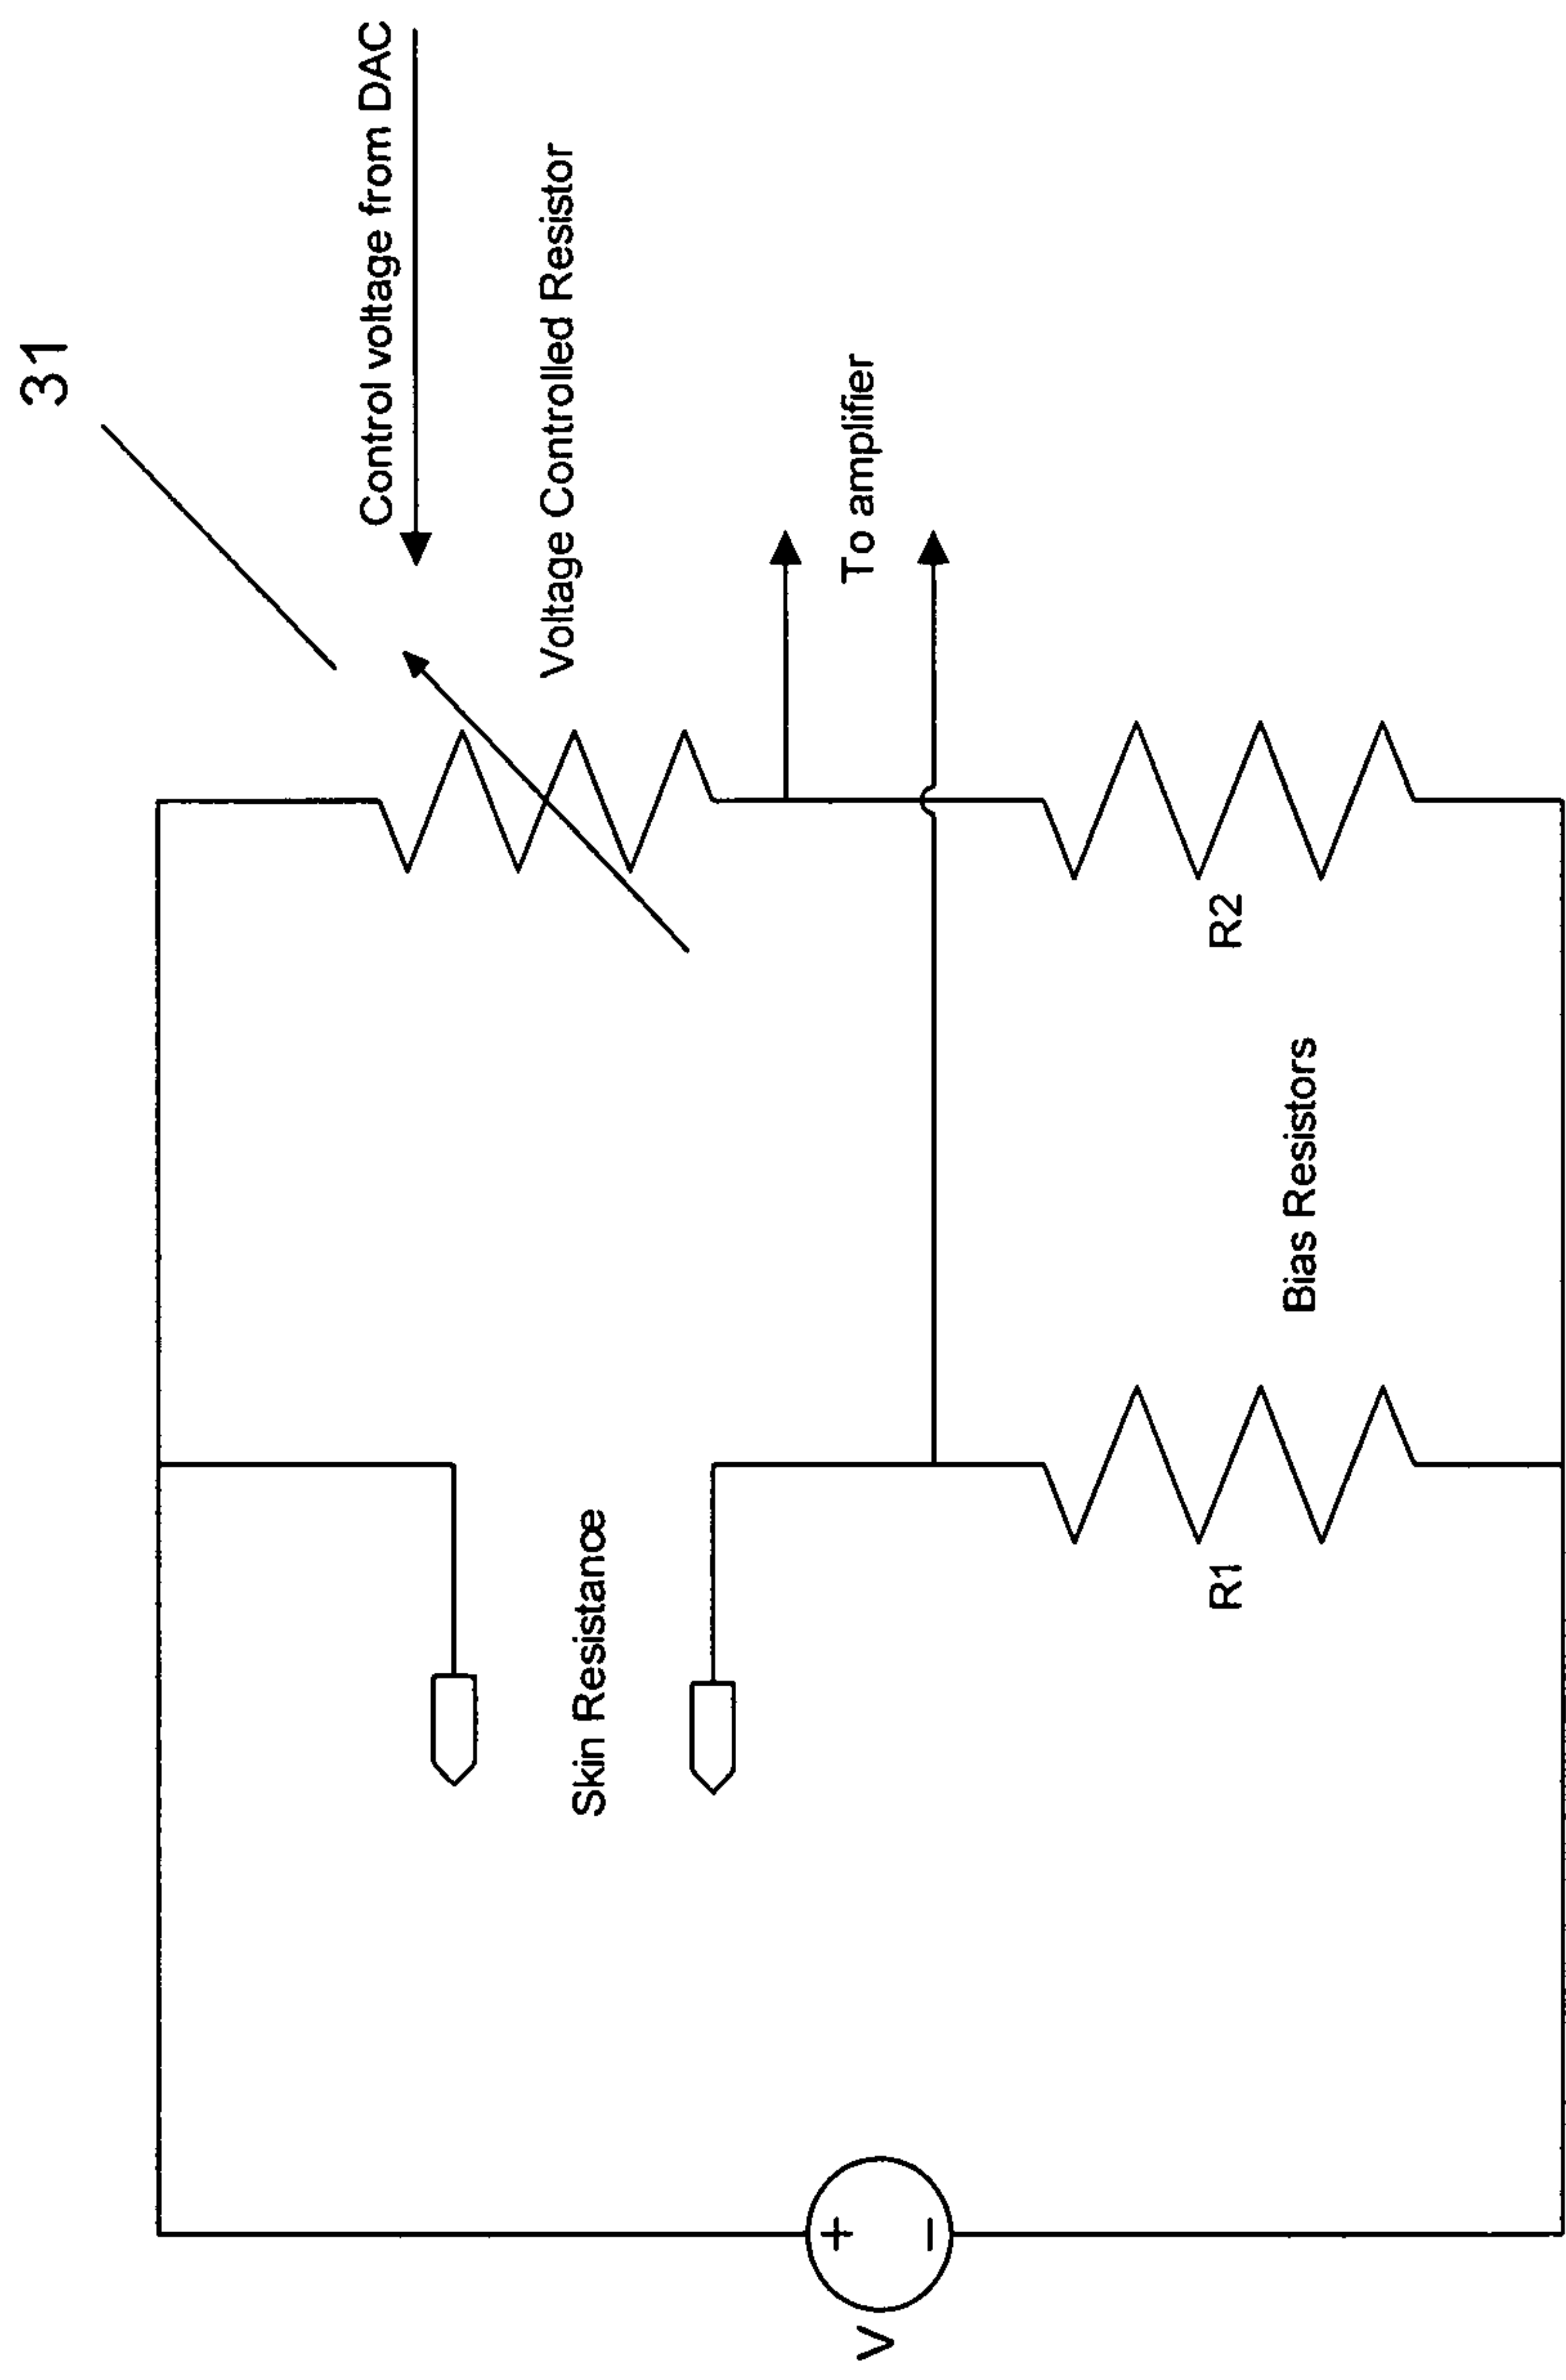 31
Control voltage from DAC
Voltage Controlled Resistor
To amplifier
Skin Resistance
R2
R1
Bias Resistors
V
+
−